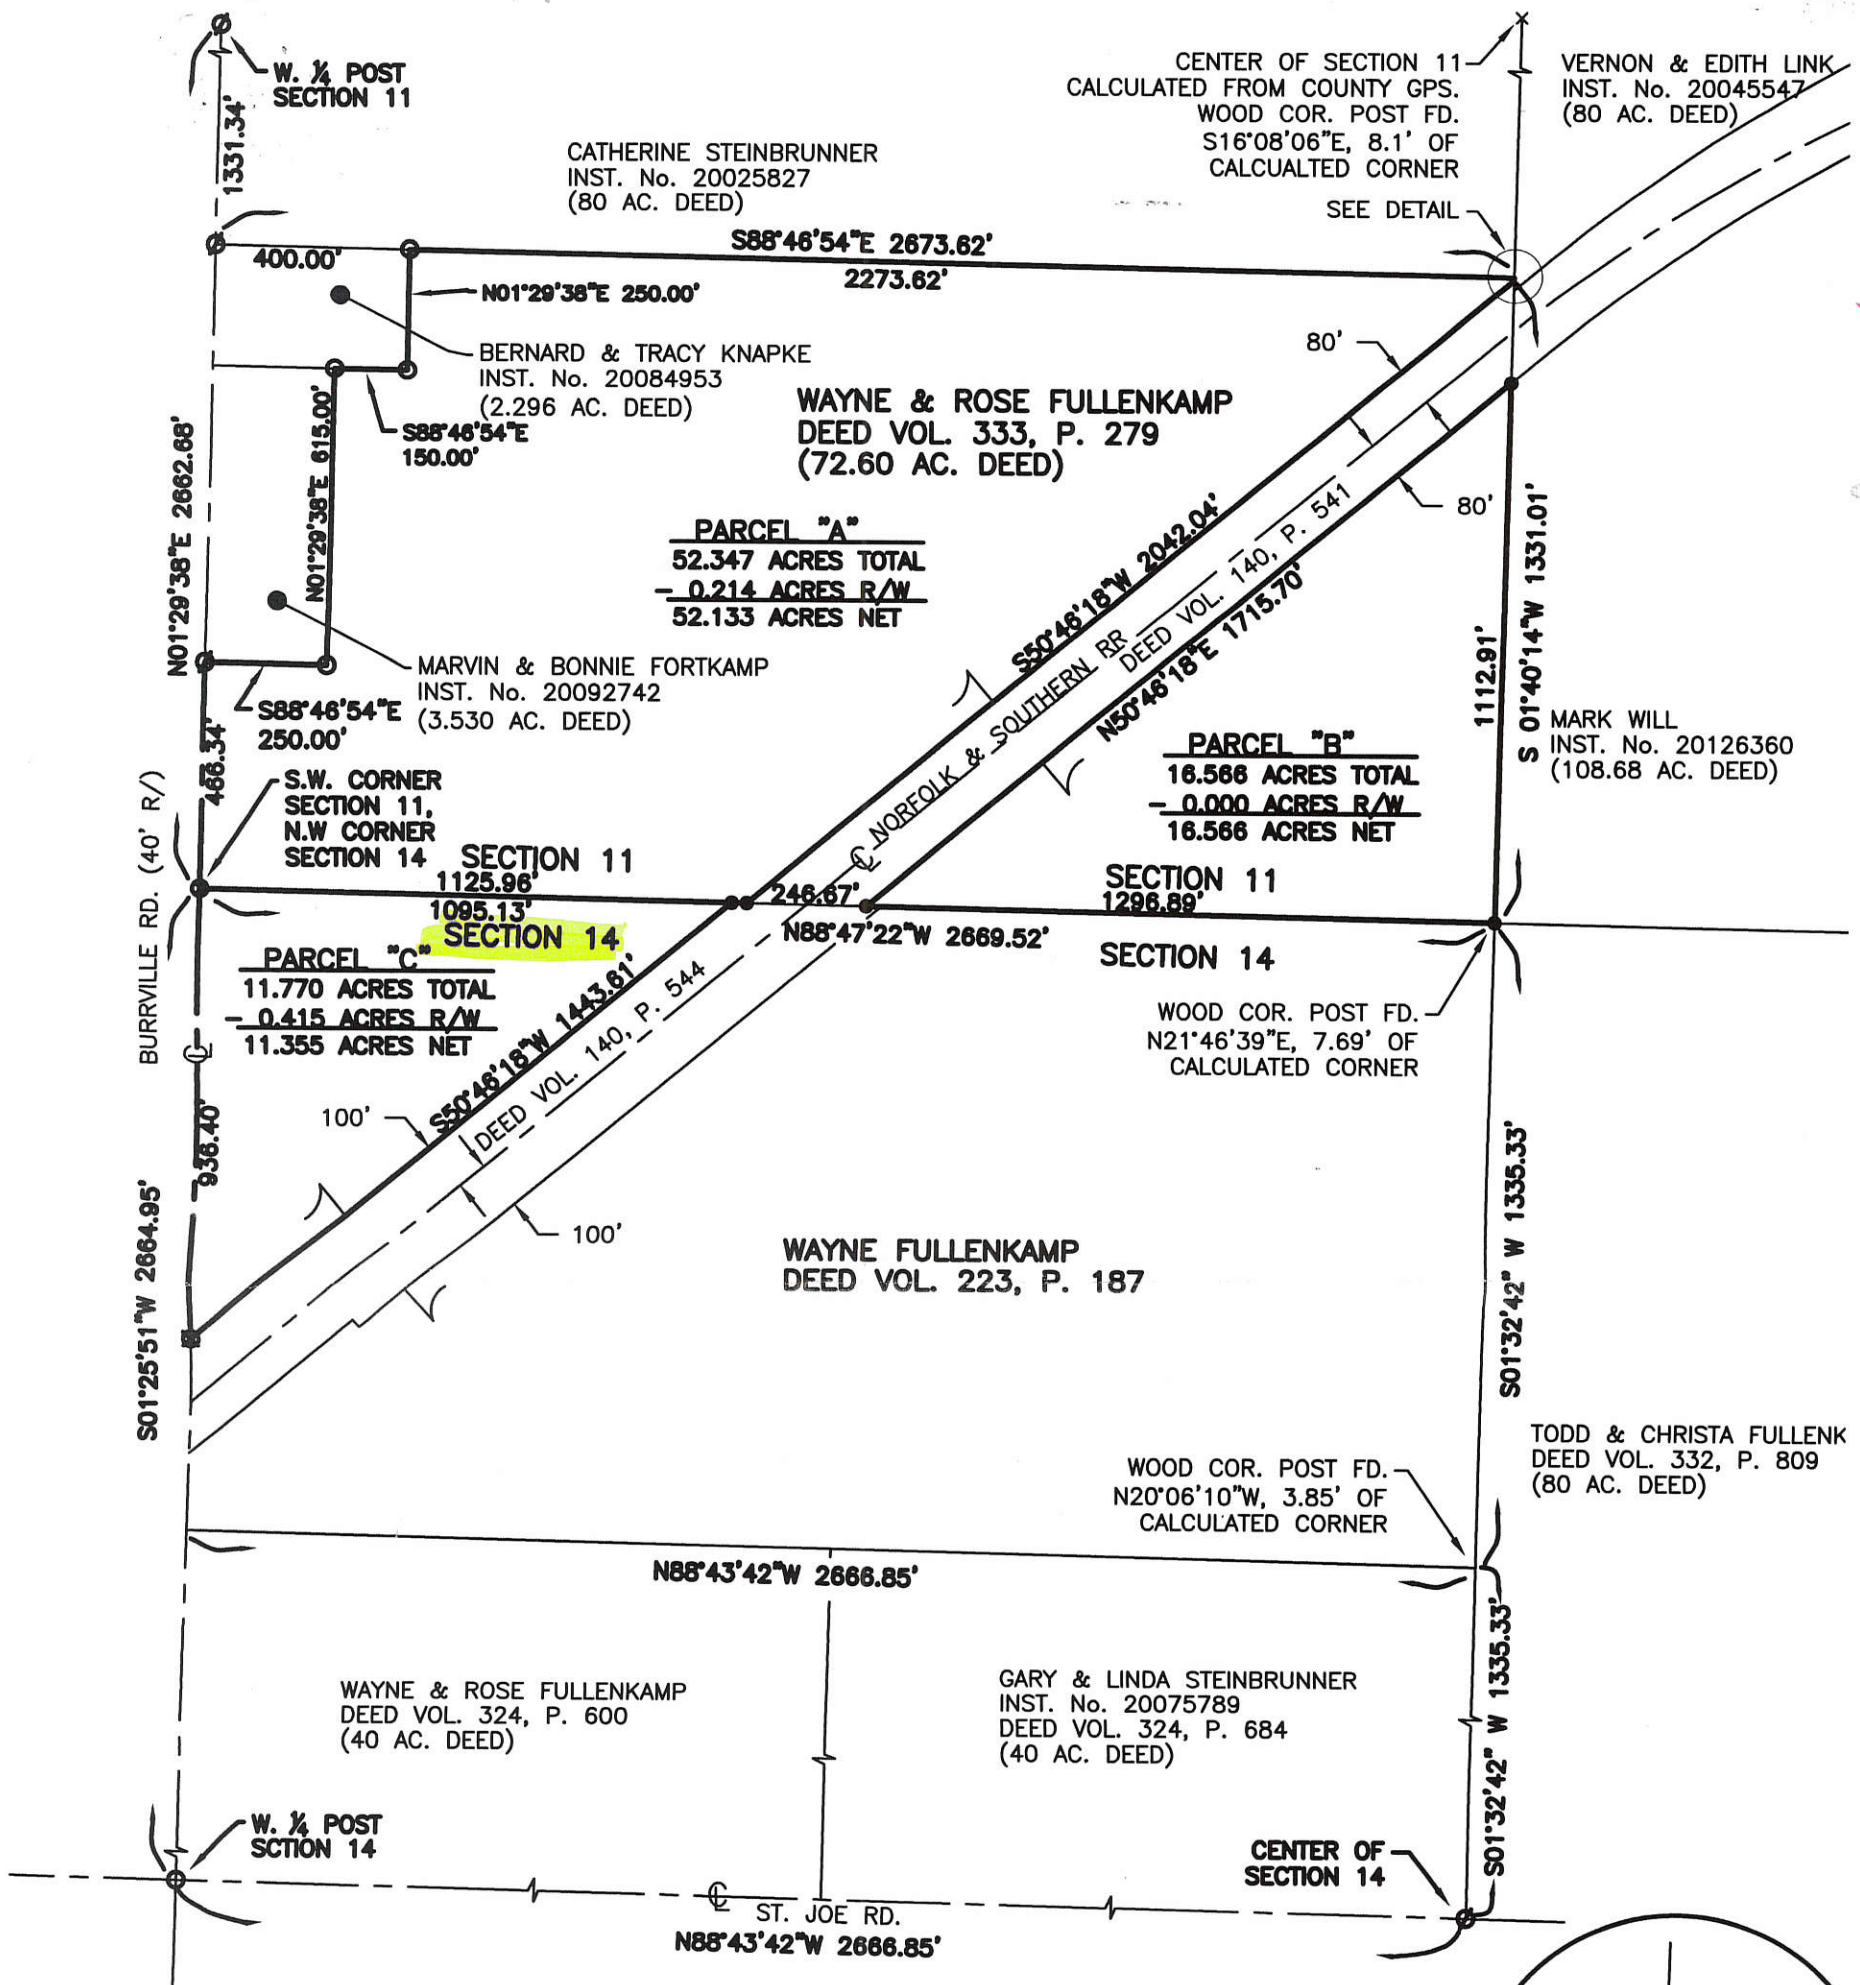 W. ¼ POST
SECTION 11
1331.34'
CENTER OF SECTION 11
CALCULATED FROM COUNTY GPS.
WOOD COR. POST FD.
S16°08'06"E, 8.1' OF
CALCUALTED CORNER
SEE DETAIL
VERNON & EDITH LINK
INST. No. 20045547
(80 AC. DEED)
CATHERINE STEINBRUNNER
INST. No. 20025827
(80 AC. DEED)
S88°46'54"E 2673.62'
2273.62'
400.00'
N01°29'38"E 250.00'
BERNARD & TRACY KNAPKE
INST. No. 20084953
(2.296 AC. DEED)
S88°46'54"E
150.00'
N01°29'38"E 615.00'
N01°29'38"E 2662.68'
WAYNE & ROSE FULLENKAMP
DEED VOL. 333, P. 279
(72.60 AC. DEED)
80'
80'
PARCEL "A"
52.347 ACRES TOTAL
- 0.214 ACRES R/W
52.133 ACRES NET
S50°46'18"W 2042.04'
℄ NORFOLK & SOUTHERN RR
DEED VOL. 140, P. 541
N50°46'18"E 1715.70'
S 01°40'14"W 1331.01'
1112.91'
MARVIN & BONNIE FORTKAMP
INST. No. 20092742
(3.530 AC. DEED)
S88°46'54"E
250.00'
466.34'
PARCEL "B"
16.566 ACRES TOTAL
- 0.000 ACRES R/W
16.566 ACRES NET
MARK WILL
INST. No. 20126360
(108.68 AC. DEED)
S.W. CORNER
SECTION 11,
N.W CORNER
SECTION 14
BURRVILLE RD. (40' R/)
℄
SECTION 11
1125.96'
1095.13'
SECTION 14
246.67'
N88°47'22"W 2669.52'
SECTION 11
1296.89'
SECTION 14
PARCEL "C"
11.770 ACRES TOTAL
- 0.415 ACRES R/W
11.355 ACRES NET
S50°46'18"W 1443.61'
DEED VOL. 140, P. 544
100'
100'
936.40'
S01°25'51"W 2664.95'
WOOD COR. POST FD.
N21°46'39"E, 7.69' OF
CALCULATED CORNER
S01°32'42" W 1335.33'
WAYNE FULLENKAMP
DEED VOL. 223, P. 187
TODD & CHRISTA FULLENK
DEED VOL. 332, P. 809
(80 AC. DEED)
WOOD COR. POST FD.
N20°06'10"W, 3.85' OF
CALCULATED CORNER
N88°43'42"W 2666.85'
S01°32'42" W 1335.33'
WAYNE & ROSE FULLENKAMP
DEED VOL. 324, P. 600
(40 AC. DEED)
GARY & LINDA STEINBRUNNER
INST. No. 20075789
DEED VOL. 324, P. 684
(40 AC. DEED)
W. ¼ POST
SCTION 14
CENTER OF
SECTION 14
℄ ST. JOE RD.
N88°43'42"W 2666.85'